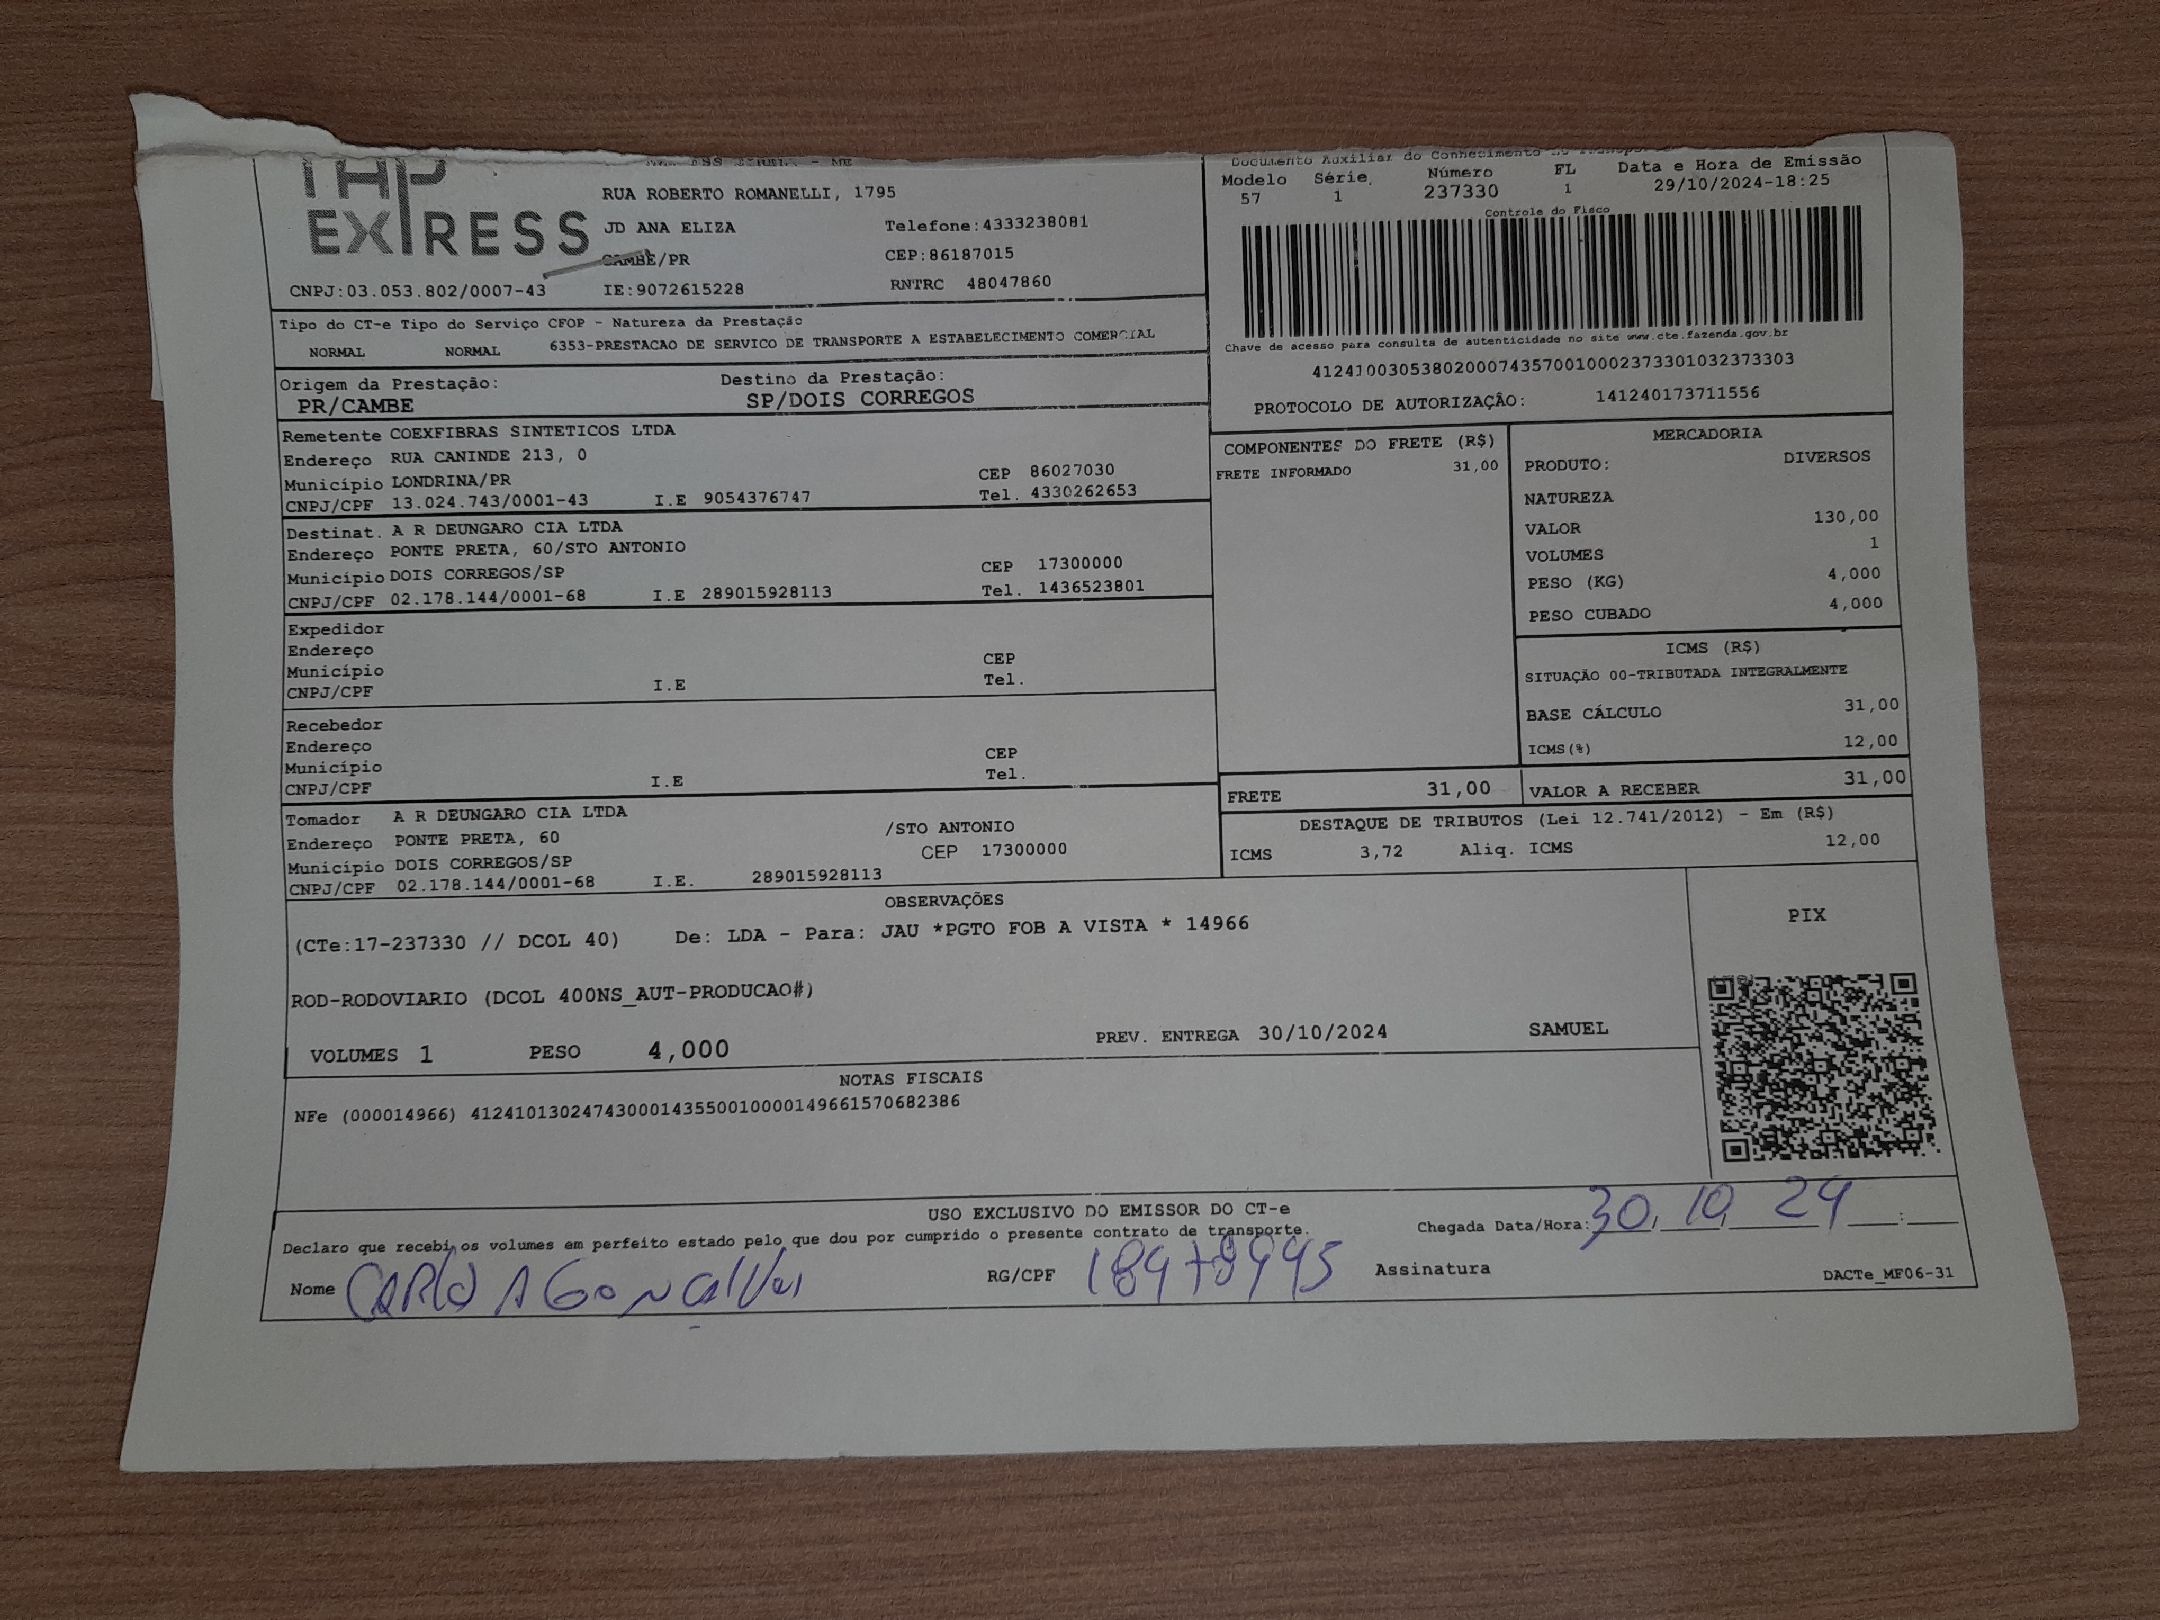 EXPRESS
RUA ROBERTO ROMANELLI, 1795
JD ANA ELIZA Telefone:4333238081
CAMBE/PR CEP:86187015
CNPJ:03.053.802/0007-43 IE:9072615228 RNTRC 48047860
Documento Auxiliar do Conhecimento
Modelo Série Número FL Data e Hora de Emissão
57 1 237330 1 29/10/2024-18:25
Controle do Fisco
Chave de acesso para consulta de autenticidade no site www.cte.fazenda.gov.br
41241003053802000743570010002373301032373303
PROTOCOLO DE AUTORIZAÇÃO: 141240173711556
Tipo do CT-e Tipo do Serviço CFOP - Natureza da Prestação
NORMAL NORMAL 6353-PRESTACAO DE SERVICO DE TRANSPORTE A ESTABELECIMENTO COMERCIAL
Origem da Prestação: Destino da Prestação:
PR/CAMBE SP/DOIS CORREGOS
Remetente COEXFIBRAS SINTETICOS LTDA
Endereço RUA CANINDE 213, 0
Município LONDRINA/PR CEP 86027030
CNPJ/CPF 13.024.743/0001-43 I.E 9054376747 Tel. 4330262653
Destinat. A R DEUNGARO CIA LTDA
Endereço PONTE PRETA, 60/STO ANTONIO
Município DOIS CORREGOS/SP CEP 17300000
CNPJ/CPF 02.178.144/0001-68 I.E 289015928113 Tel. 1436523801
Expedidor
Endereço
Município CEP
CNPJ/CPF I.E Tel.
Recebedor
Endereço
Município CEP
CNPJ/CPF I.E Tel.
Tomador A R DEUNGARO CIA LTDA
Endereço PONTE PRETA, 60 /STO ANTONIO
Município DOIS CORREGOS/SP CEP 17300000
CNPJ/CPF 02.178.144/0001-68 I.E. 289015928113
COMPONENTES DO FRETE (R$)
FRETE INFORMADO 31,00
MERCADORIA
PRODUTO: DIVERSOS
NATUREZA
VALOR 130,00
VOLUMES 1
PESO (KG) 4,000
PESO CUBADO 4,000
ICMS (R$)
SITUAÇÃO 00-TRIBUTADA INTEGRALMENTE
BASE CÁLCULO 31,00
ICMS(%) 12,00
FRETE 31,00 VALOR A RECEBER 31,00
DESTAQUE DE TRIBUTOS (Lei 12.741/2012) - Em (R$)
ICMS 3,72 Aliq. ICMS 12,00
OBSERVAÇÕES
(CTe:17-237330 // DCOL 40) De: LDA - Para: JAU *PGTO FOB A VISTA * 14966
ROD-RODOVIARIO (DCOL 400NS_AUT-PRODUCAO#)
VOLUMES 1 PESO 4,000 PREV. ENTREGA 30/10/2024 SAMUEL
PIX
NOTAS FISCAIS
NFe (000014966) 41241013024743000143550010000149661570682386
USO EXCLUSIVO DO EMISSOR DO CT-e
Declaro que recebi os volumes em perfeito estado pelo que dou por cumprido o presente contrato de transporte. Chegada Data/Hora: 30, 10, 24 :
Nome CARLO A GONçalVes RG/CPF Assinatura DACTe_MF06-31